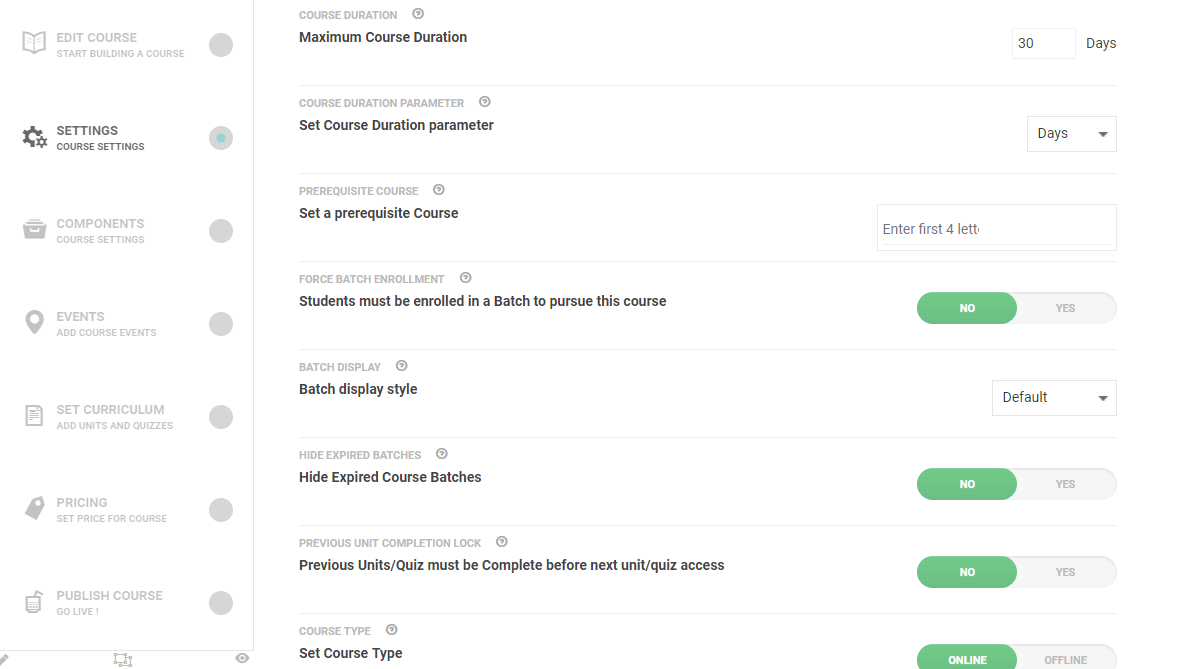 EDIT COURSE
START BUILDING A COURSE
SETTINGS
COURSE SETTINGS
COMPONENTS
COURSE SETTINGS
EVENTS
ADD COURSE EVENTS
SET CURRICULUM
ADD UNITS AND QUIZZES
PRICING
SET PRICE FOR COURSE
PUBLISH COURSE
GO LIVE !
COURSE DURATION
Maximum Course Duration
30 Days
COURSE DURATION PARAMETER
Set Course Duration parameter
Days
PREREQUISITE COURSE
Set a prerequisite Course
Enter first 4 lett
FORCE BATCH ENROLLMENT
Students must be enrolled in a Batch to pursue this course
NO YES
BATCH DISPLAY
Batch display style
Default
HIDE EXPIRED BATCHES
Hide Expired Course Batches
NO YES
PREVIOUS UNIT COMPLETION LOCK
Previous Units/Quiz must be Complete before next unit/quiz access
NO YES
COURSE TYPE
Set Course Type
ONLINE OFFLINE